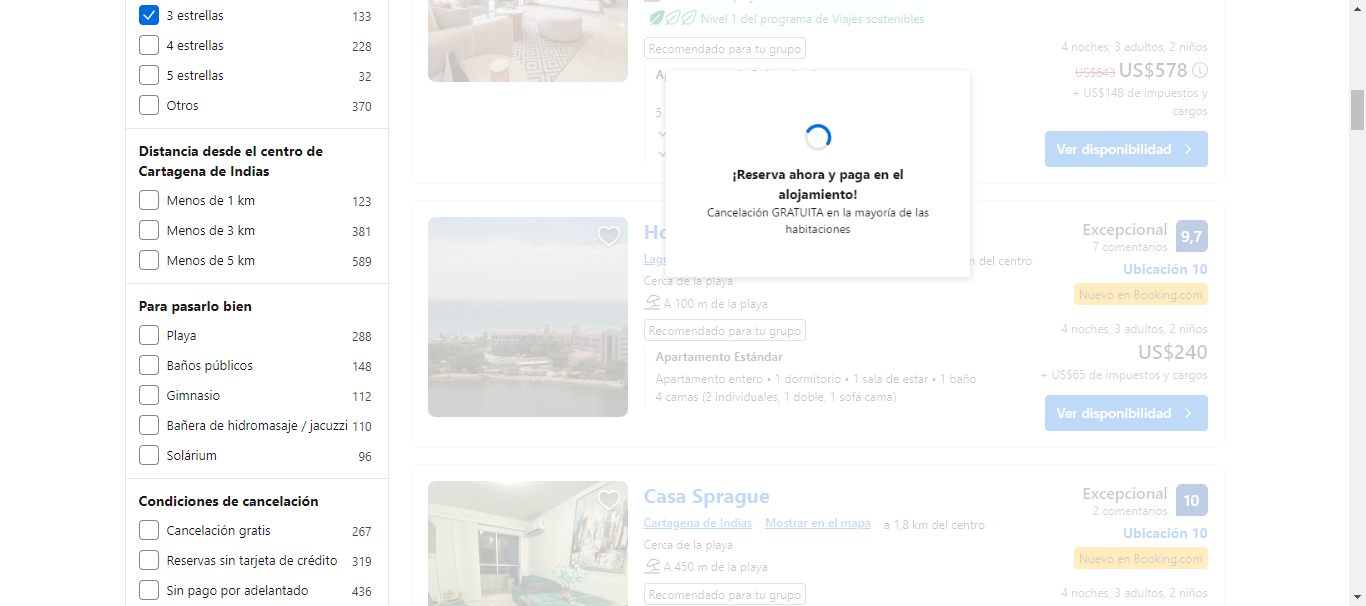 3 estrellas 133
4 estrellas 228
5 estrellas 32
Otros 370
Distancia desde el centro de
Cartagena de Indias
Menos de 1 km 123
Menos de 3 km 381
Menos de 5 km 589
Para pasarlo bien
Playa 288
Baños públicos 148
Gimnasio 112
Bañera de hidromasaje / jacuzzi 110
Solárium 96
Condiciones de cancelación
Cancelación gratis 267
Reservas sin tarjeta de crédito 319
Sin pago por adelantado 436
Nivel 1 del programa de Viajes sostenibles
Recomendado para tu grupo
5
4 noches, 3 adultos, 2 niños
US$643 US$578
+ US$148 de impuestos y
cargos
Ver disponibilidad
¡Reserva ahora y paga en el
alojamiento!
Cancelación GRATUITA en la mayoría de las
habitaciones
del centro
Cerca de la playa
A 100 m de la playa
Recomendado para tu grupo
Apartamento Estándar
Apartamento entero • 1 dormitorio • 1 sala de estar • 1 baño
4 camas (2 individuales, 1 doble, 1 sofá cama)
Excepcional 9,7
7 comentarios
Ubicación 10
Nuevo en Booking.com
4 noches, 3 adultos, 2 niños
US$240
+ US$65 de impuestos y cargos
Ver disponibilidad
Casa Sprague
Cartagena de Indias Mostrar en el mapa a 1,8 km del centro
Cerca de la playa
A 450 m de la playa
Recomendado para tu grupo
Excepcional 10
2 comentarios
Ubicación 10
Nuevo en Booking.com
4 noches, 3 adultos, 2 niños